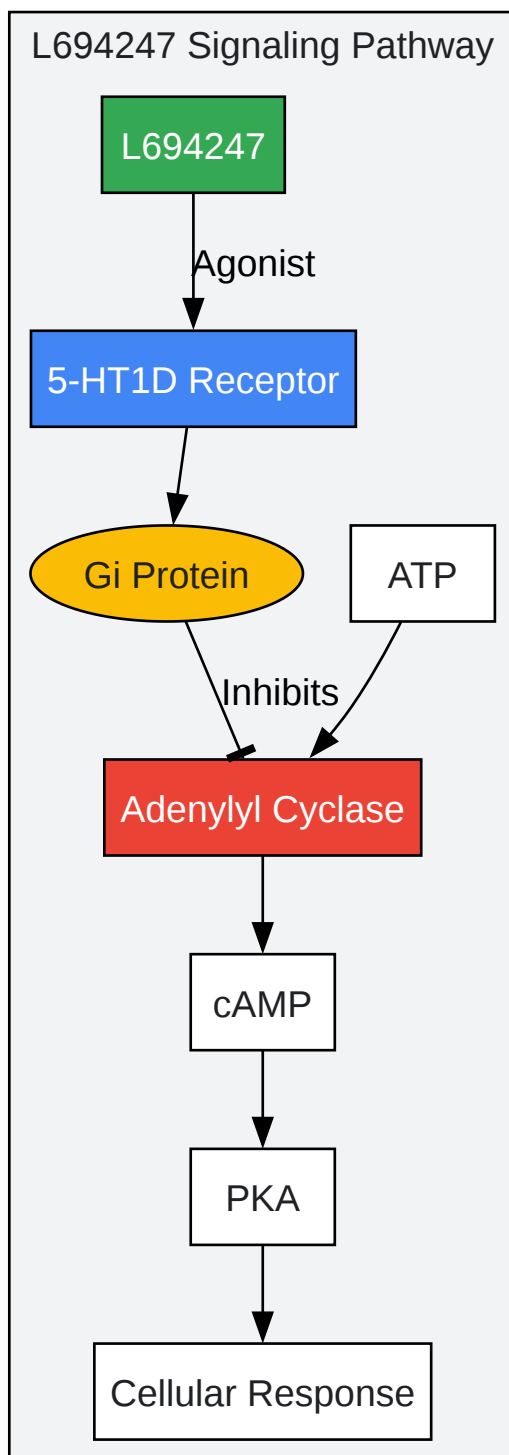 L694247 Signaling Pathway
L694247
Agonist
5-HT1D Receptor
Gi Protein
ATP
Inhibits
Adenylyl Cyclase
cAMP
PKA
Cellular Response